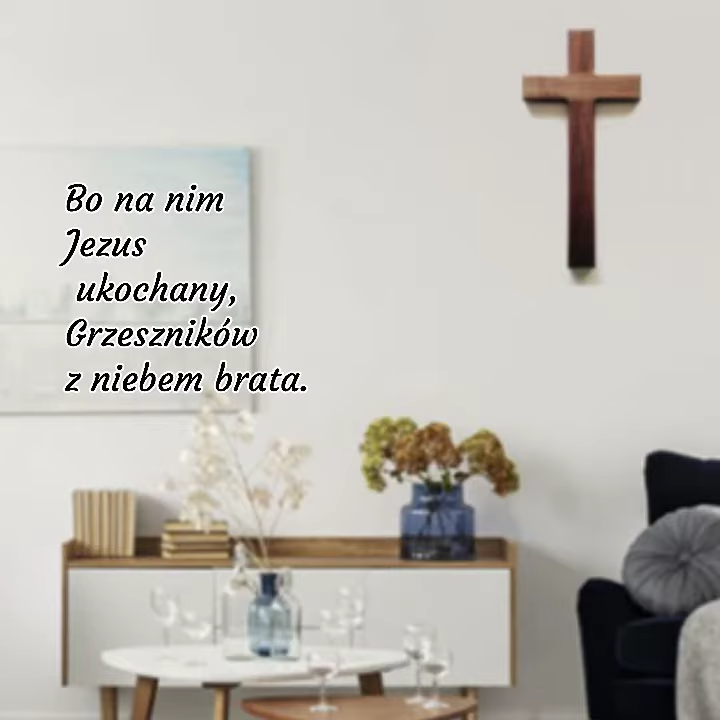 Bo na nim
Jezus
ukochany,
Grzeszników
z niebem brata.